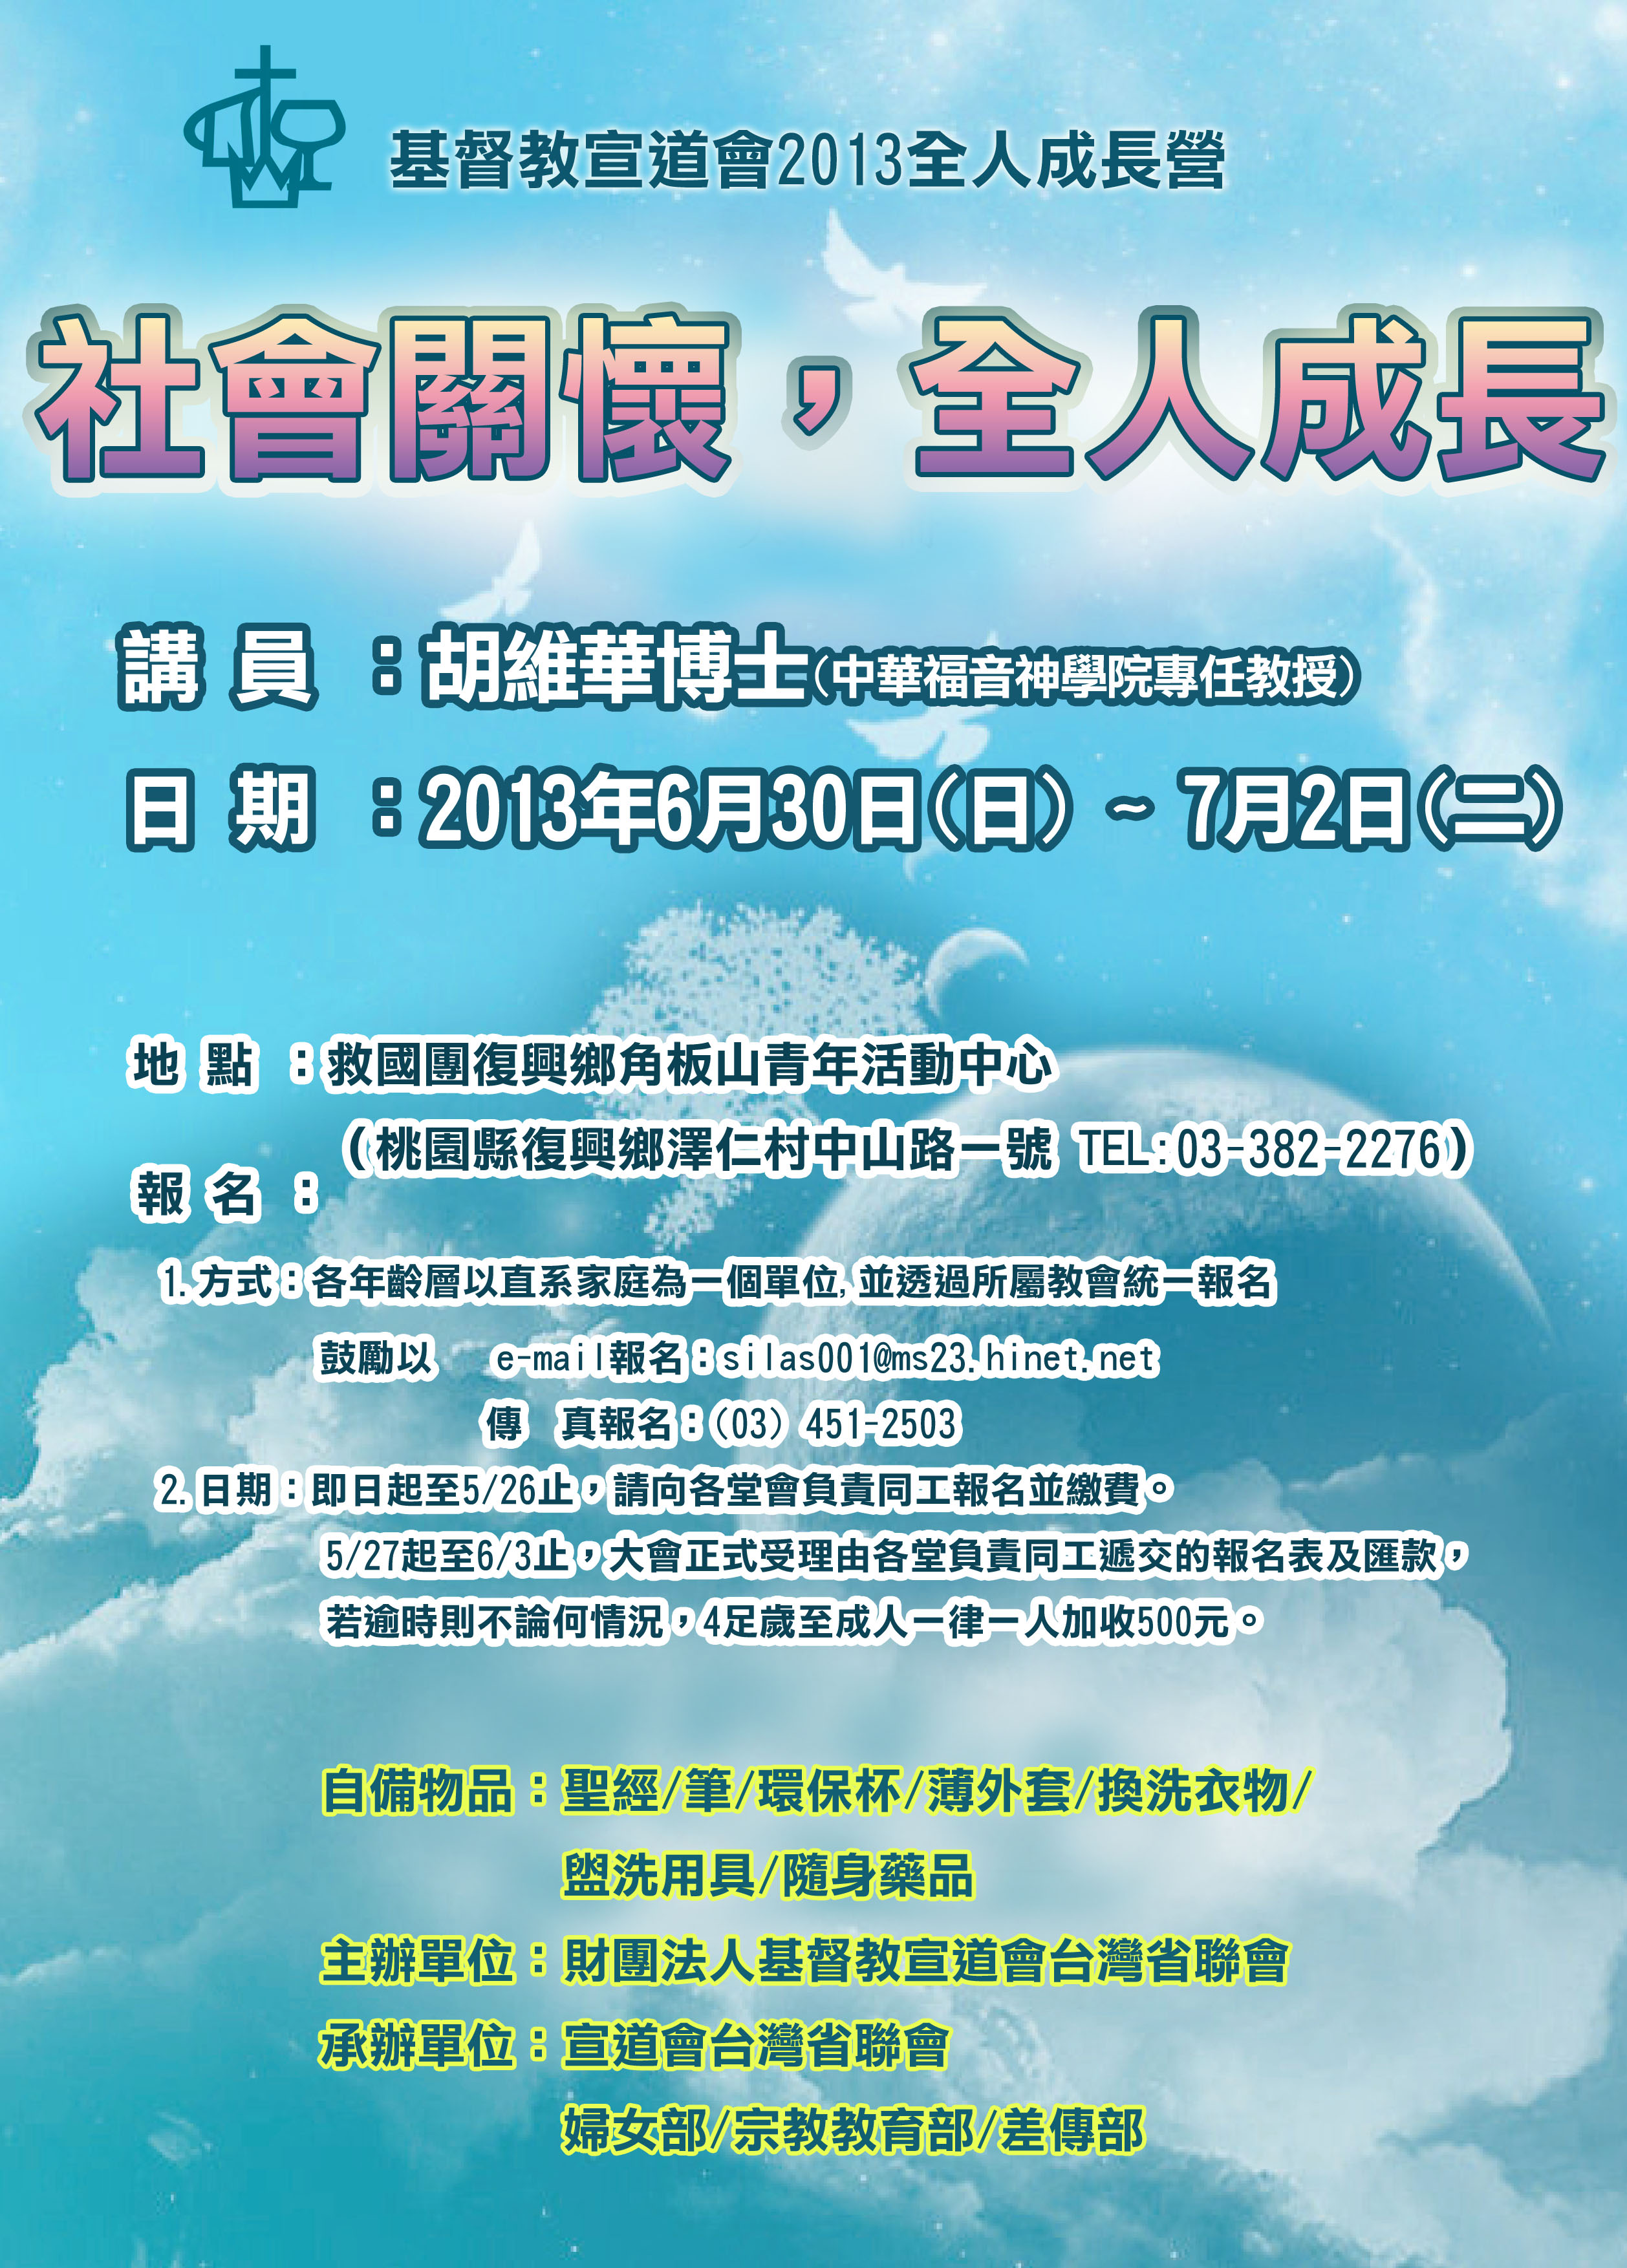 基督教宣道會2013全人成長營
社會關懷，全人成長
講 員 ：胡維華博士(中華福音神學院專任教授)
日 期 ：2013年6月30日(日) ~ 7月2日(二)
地 點 ：救國團復興鄉角板山青年活動中心
(桃園縣復興鄉澤仁村中山路一號 TEL:03-382-2276)
報 名 ：
1.方式：各年齡層以直系家庭為一個單位,並透過所屬教會統一報名
鼓勵以 e-mail報名：silas001@ms23.hinet.net
傳 真報名：(03) 451-2503
2.日期：即日起至5/26止，請向各堂會負責同工報名並繳費。
5/27起至6/3止，大會正式受理由各堂負責同工遞交的報名表及匯款，
若逾時則不論何情況，4足歲至成人一律一人加收500元。
自備物品：聖經/筆/環保杯/薄外套/換洗衣物/
盥洗用具/隨身藥品
主辦單位：財團法人基督教宣道會台灣省聯會
承辦單位：宣道會台灣省聯會
婦女部/宗教教育部/差傳部